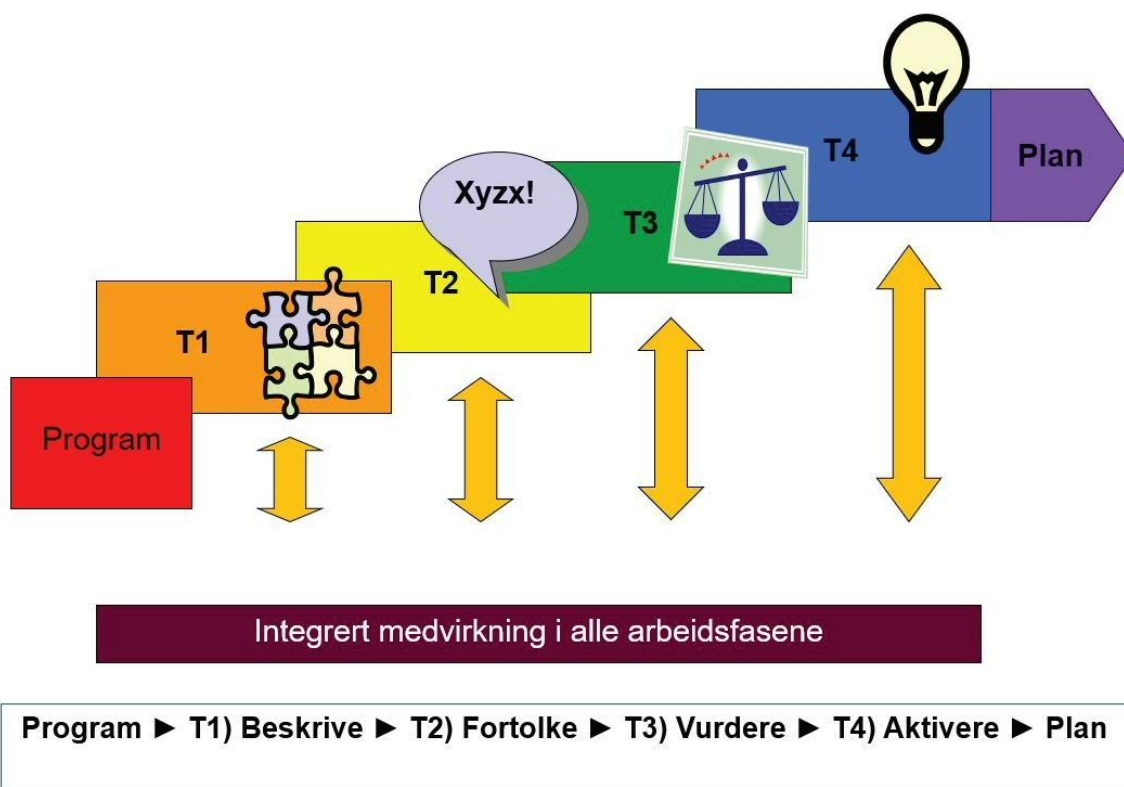 Xyzx!
T4
Plan
T3
T2
T1
Program
Integrert medvirkning i alle arbeidsfasene
Program ► T1) Beskrive ► T2) Fortolke ► T3) Vurdere ► T4) Aktivere ► Plan